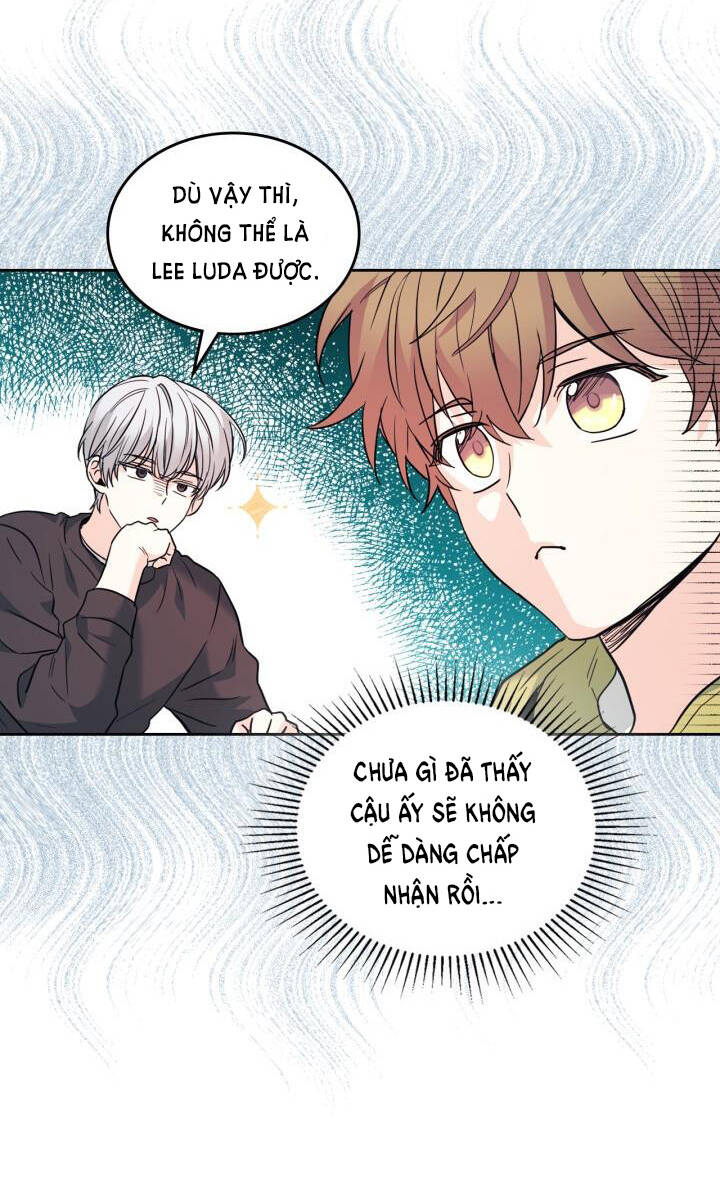 DÙ VẬY THÌ,
KHÔNG THỂ LÀ
LEE LUDA ĐƯỢC.
CHƯA GÌ ĐÃ THẤY
CẬU ẤY SẼ KHÔNG
DỄ DÀNG CHẤP
NHẬN RỒI...